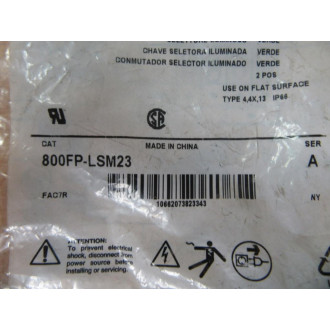 CHAVE SELETORA ILUMINADA VERDE
CONMUTADOR SELECTOR ILUMINADO VERDE
2 POS
USE ON FLAT SURFACE
TYPE 4,4X,13 IP66
CAT MADE IN CHINA SER
800FP-LSM23 A
FAC7R NY
10662073823343
ATTENTION:
To prevent electrical
shock, disconnect from
power source before
installing or servicing.